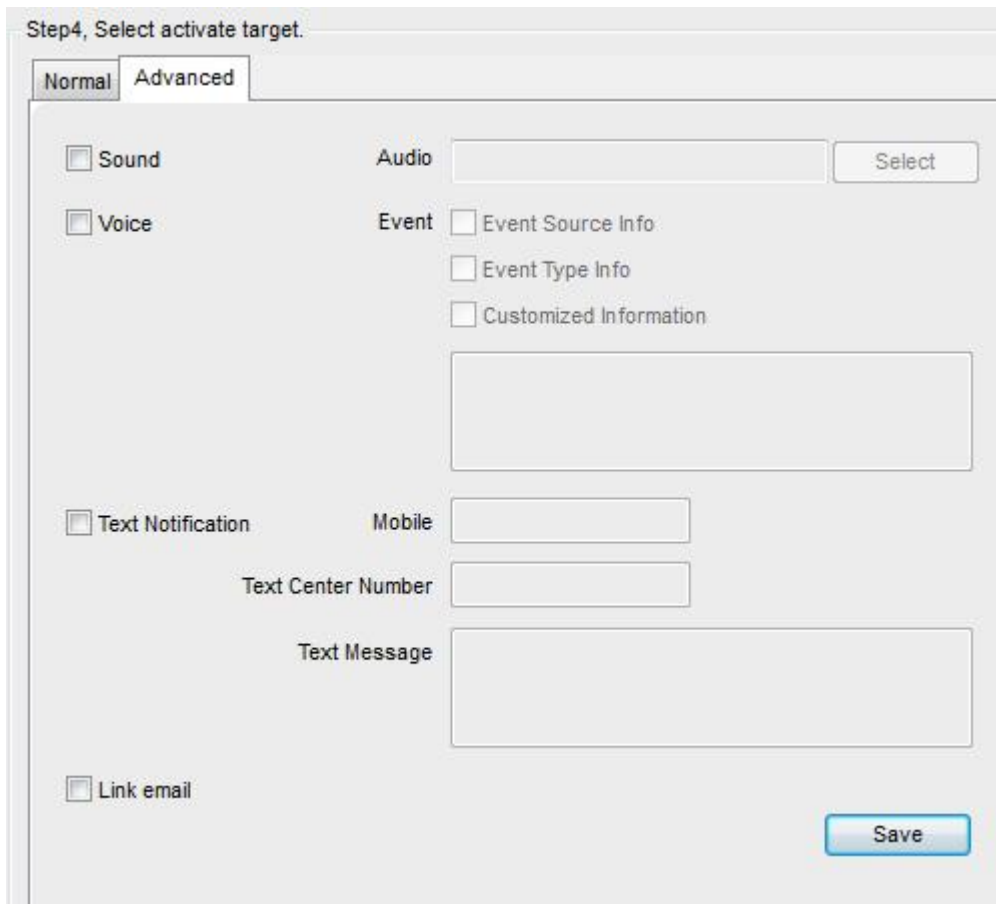 Step4, Select activate target.
Normal Advanced
Sound Audio Select
Voice Event Event Source Info
Event Type Info
Customized Information
Text Notification Mobile
Text Center Number
Text Message
Link email
Save